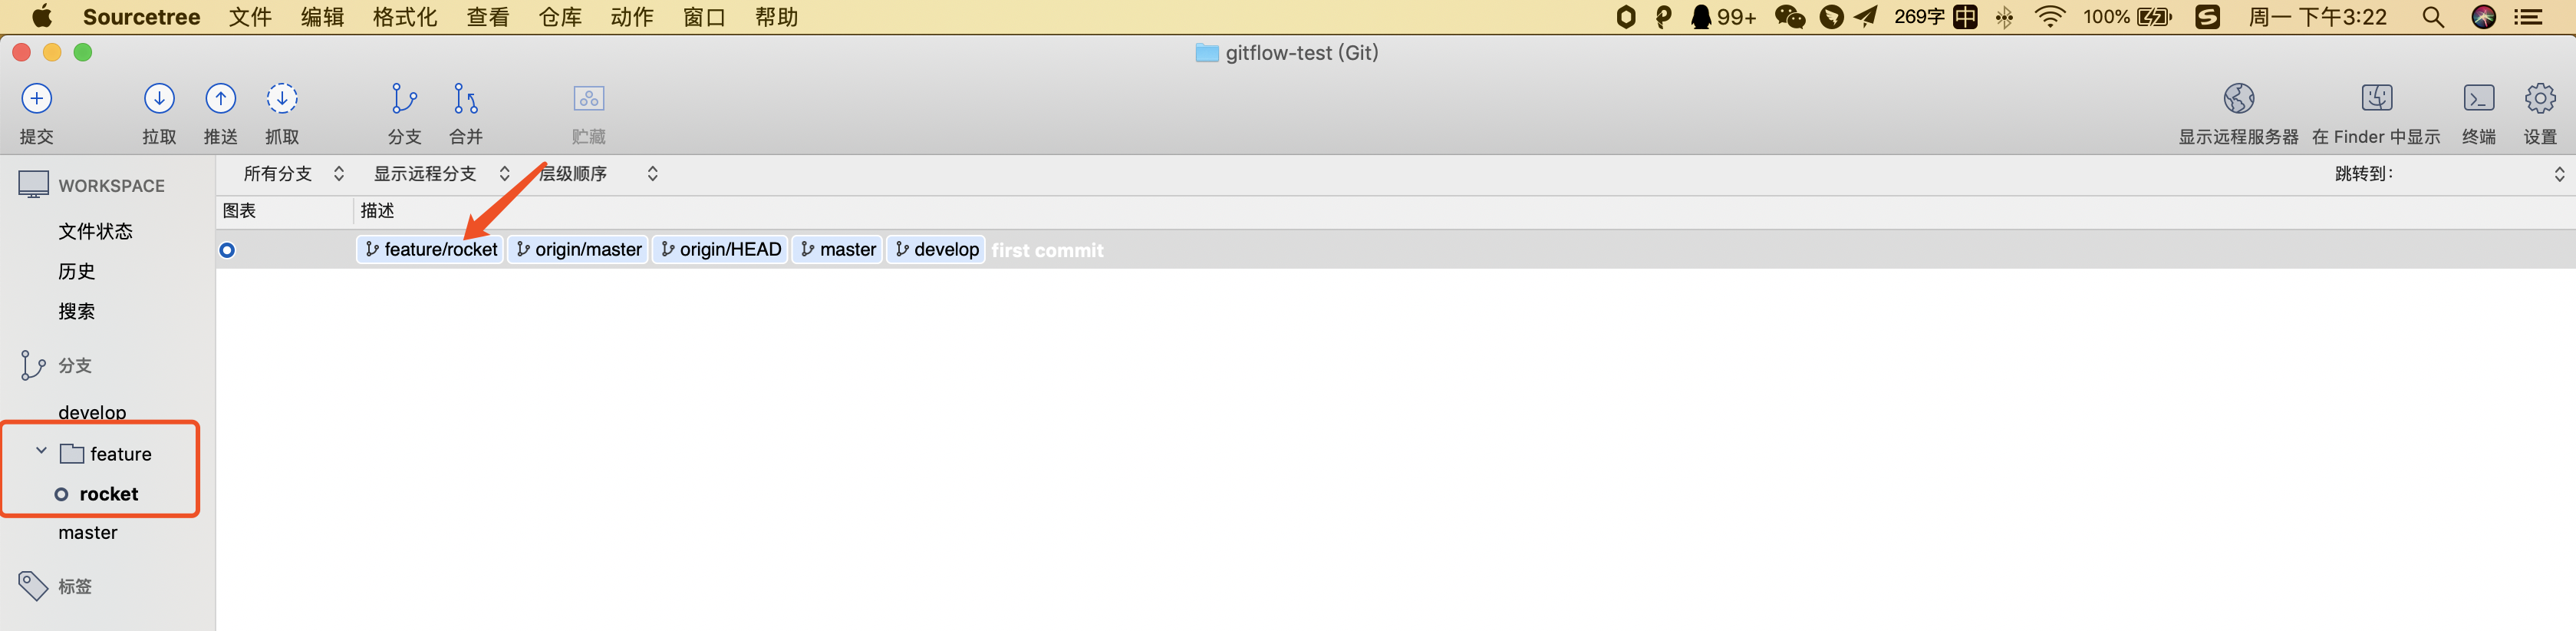 Sourcetree 文件 编辑 格式化 查看 仓库 动作 窗口 帮助 99+ 269字 中 100% S 周一 下午3:22
gitflow-test (Git)
提交 拉取 推送 抓取 分支 合并 贮藏 显示远程服务器 在 Finder 中显示 终端 设置
所有分支 显示远程分支 层级顺序 跳转到:
WORKSPACE
图表 描述
文件状态
feature/rocket origin/master origin/HEAD master develop first commit
历史
搜索
分支
develop
feature
rocket
master
标签